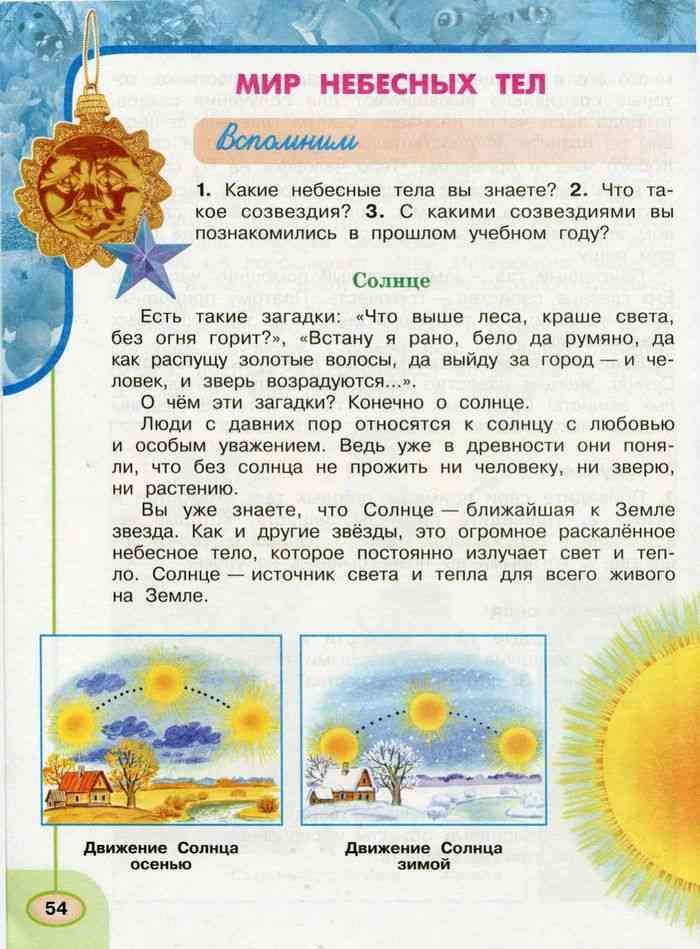 МИР НЕБЕСНЫХ ТЕЛ
Вспомним
1. Какие небесные тела вы знаете? 2. Что та-
кое созвездия? 3. С какими созвездиями вы
познакомились в прошлом учебном году?
Солнце
Есть такие загадки: «Что выше леса, краше света,
без огня горит?», «Встану я рано, бело да румяно, да
как распущу золотые волосы, да выйду за город — и че-
ловек, и зверь возрадуются...».
О чём эти загадки? Конечно о солнце.
Люди с давних пор относятся к солнцу с любовью
и особым уважением. Ведь уже в древности они поня-
ли, что без солнца не прожить ни человеку, ни зверю,
ни растению.
Вы уже знаете, что Солнце — ближайшая к Земле
звезда. Как и другие звёзды, это огромное раскалённое
небесное тело, которое постоянно излучает свет и теп-
ло. Солнце — источник света и тепла для всего живого
на Земле.
Движение Солнца
осенью
Движение Солнца
зимой
54